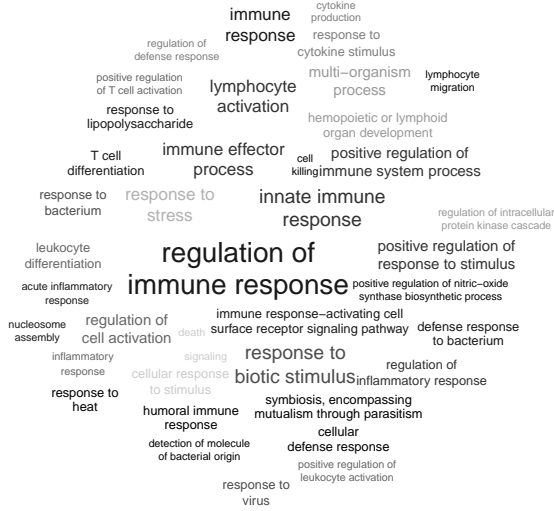 immune
response
cytokine
production
regulation of
defense response
response to
cytokine stimulus
positive regulation
of T cell activation
lymphocyte
activation
multi−organism
process
lymphocyte
migration
response to
lipopolysaccharide
hemopoietic or lymphoid
organ development
T cell
differentiation
immune effector
process
cell
killing
positive regulation of
immune system process
response to
bacterium
response to
stress
innate immune
response
regulation of intracellular
protein kinase cascade
leukocyte
differentiation
regulation of
immune response
positive regulation of
response to stimulus
acute inflammatory
response
positive regulation of nitric−oxide
synthase biosynthetic process
nucleosome
assembly
regulation of
cell activation
death
immune response−activating cell
surface receptor signaling pathway
defense response
to bacterium
inflammatory
response
signaling
cellular response
to stimulus
response to
biotic stimulus
regulation of
inflammatory response
response to
heat
humoral immune
response
symbiosis, encompassing
mutualism through parasitism
detection of molecule
of bacterial origin
cellular
defense response
positive regulation of
leukocyte activation
response to
virus